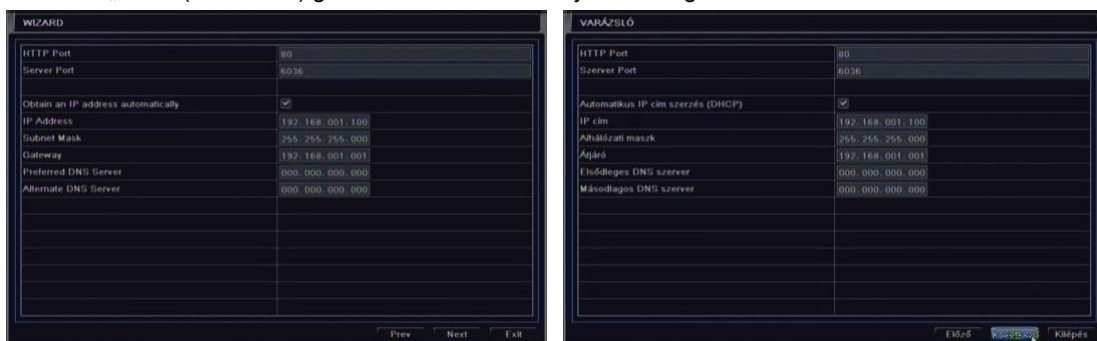 WIZARD
HTTP Port 80
Server Port 6036
Obtain an IP address automatically
IP Address 192.168.001.100
Subnet Mask 255.255.255.000
Gateway 192.168.001.001
Preferred DNS Server 000.000.000.000
Alternate DNS Server 000.000.000.000
Prev Next Exit
VARÁZSLÓ
HTTP Port 80
Szerver Port 6036
Automatikus IP cím szerzés (DHCP)
IP cím 192.168.001.100
Alhálózati maszk 255.255.255.000
Átjáró 192.168.001.001
Elsődleges DNS szerver 000.000.000.000
Másodlagos DNS szerver 000.000.000.000
Előző Kilépés